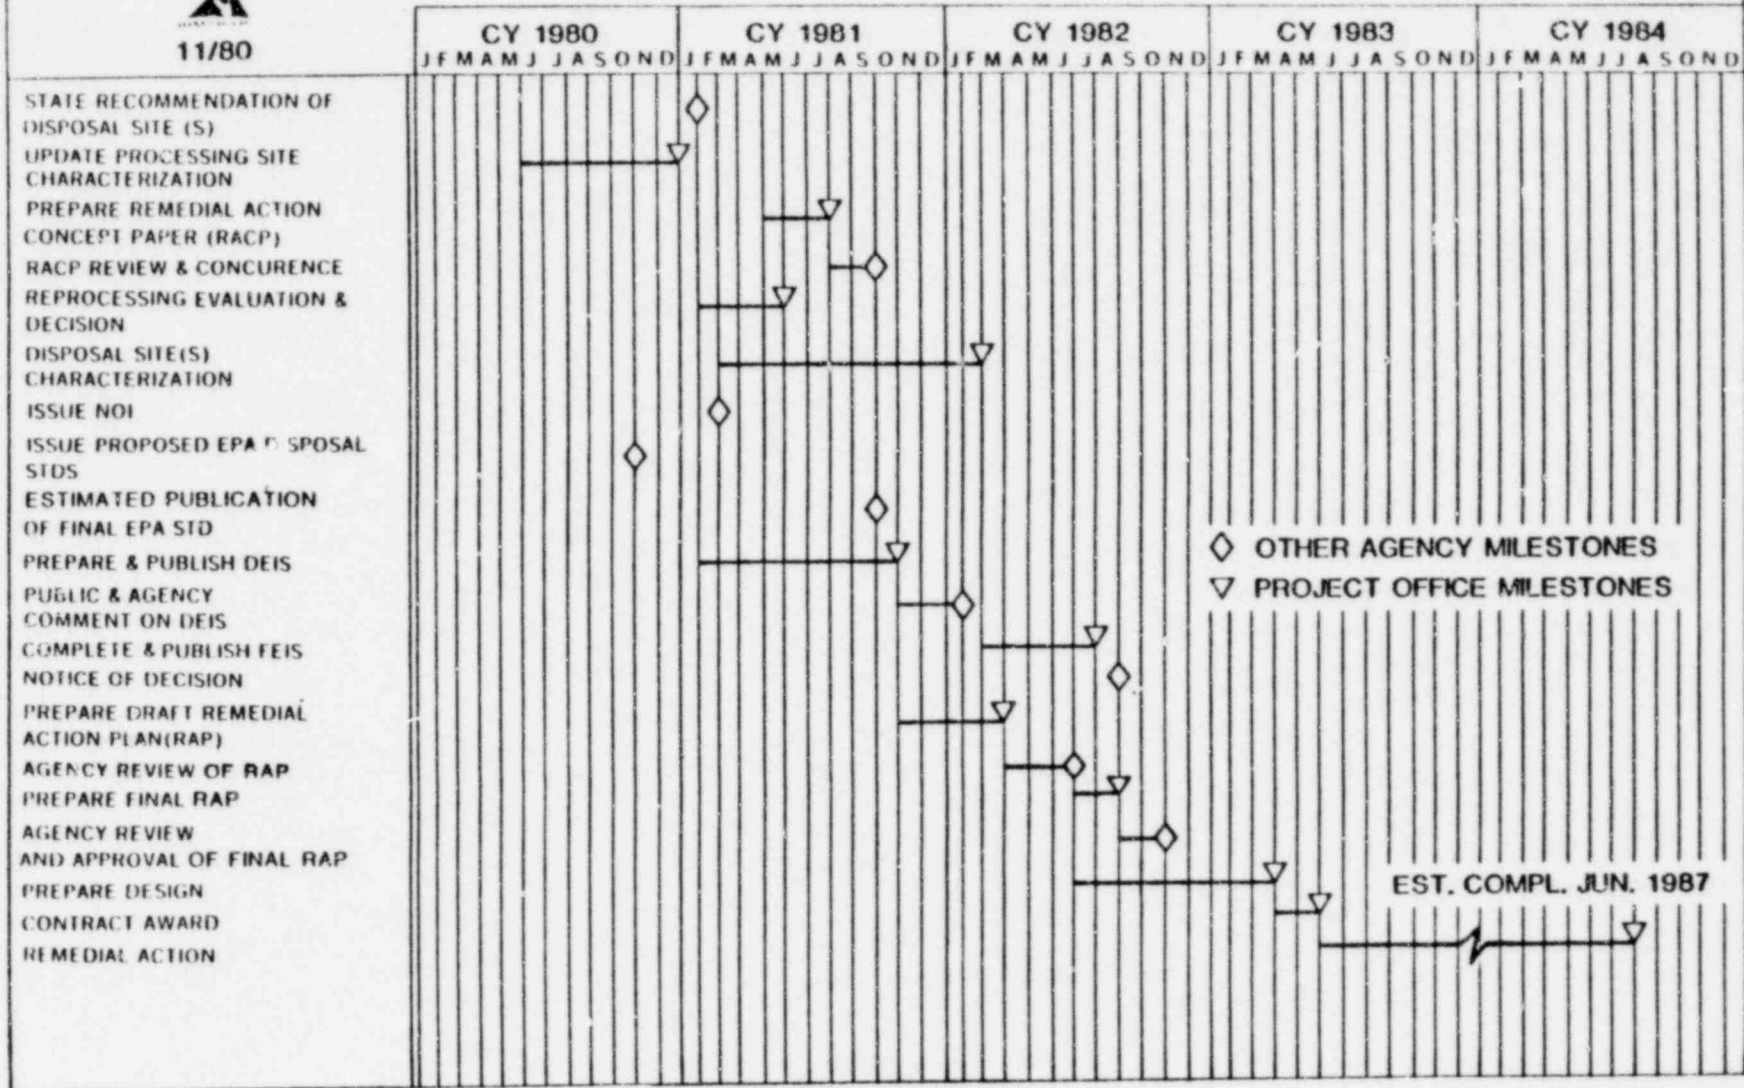 11/80
CY 1980 CY 1981 CY 1982 CY 1983 CY 1984
J F M A M J J A S O N D J F M A M J J A S O N D J F M A M J J A S O N D J F M A M J J A S O N D J F M A M J J A S O N D
STATE RECOMMENDATION OF
DISPOSAL SITE (S)
UPDATE PROCESSING SITE
CHARACTERIZATION
PREPARE REMEDIAL ACTION
CONCEPT PAPER (RACP)
RACP REVIEW & CONCURENCE
REPROCESSING EVALUATION &
DECISION
DISPOSAL SITE(S)
CHARACTERIZATION
ISSUE NOI
ISSUE PROPOSED EPA D SPOSAL
STDS
ESTIMATED PUBLICATION
OF FINAL EPA STD
PREPARE & PUBLISH DEIS
PUBLIC & AGENCY
COMMENT ON DEIS
COMPLETE & PUBLISH FEIS
NOTICE OF DECISION
PREPARE DRAFT REMEDIAL
ACTION PLAN(RAP)
AGENCY REVIEW OF RAP
PREPARE FINAL RAP
AGENCY REVIEW
AND APPROVAL OF FINAL RAP
PREPARE DESIGN
CONTRACT AWARD
REMEDIAL ACTION
OTHER AGENCY MILESTONES
PROJECT OFFICE MILESTONES
EST. COMPL. JUN. 1987